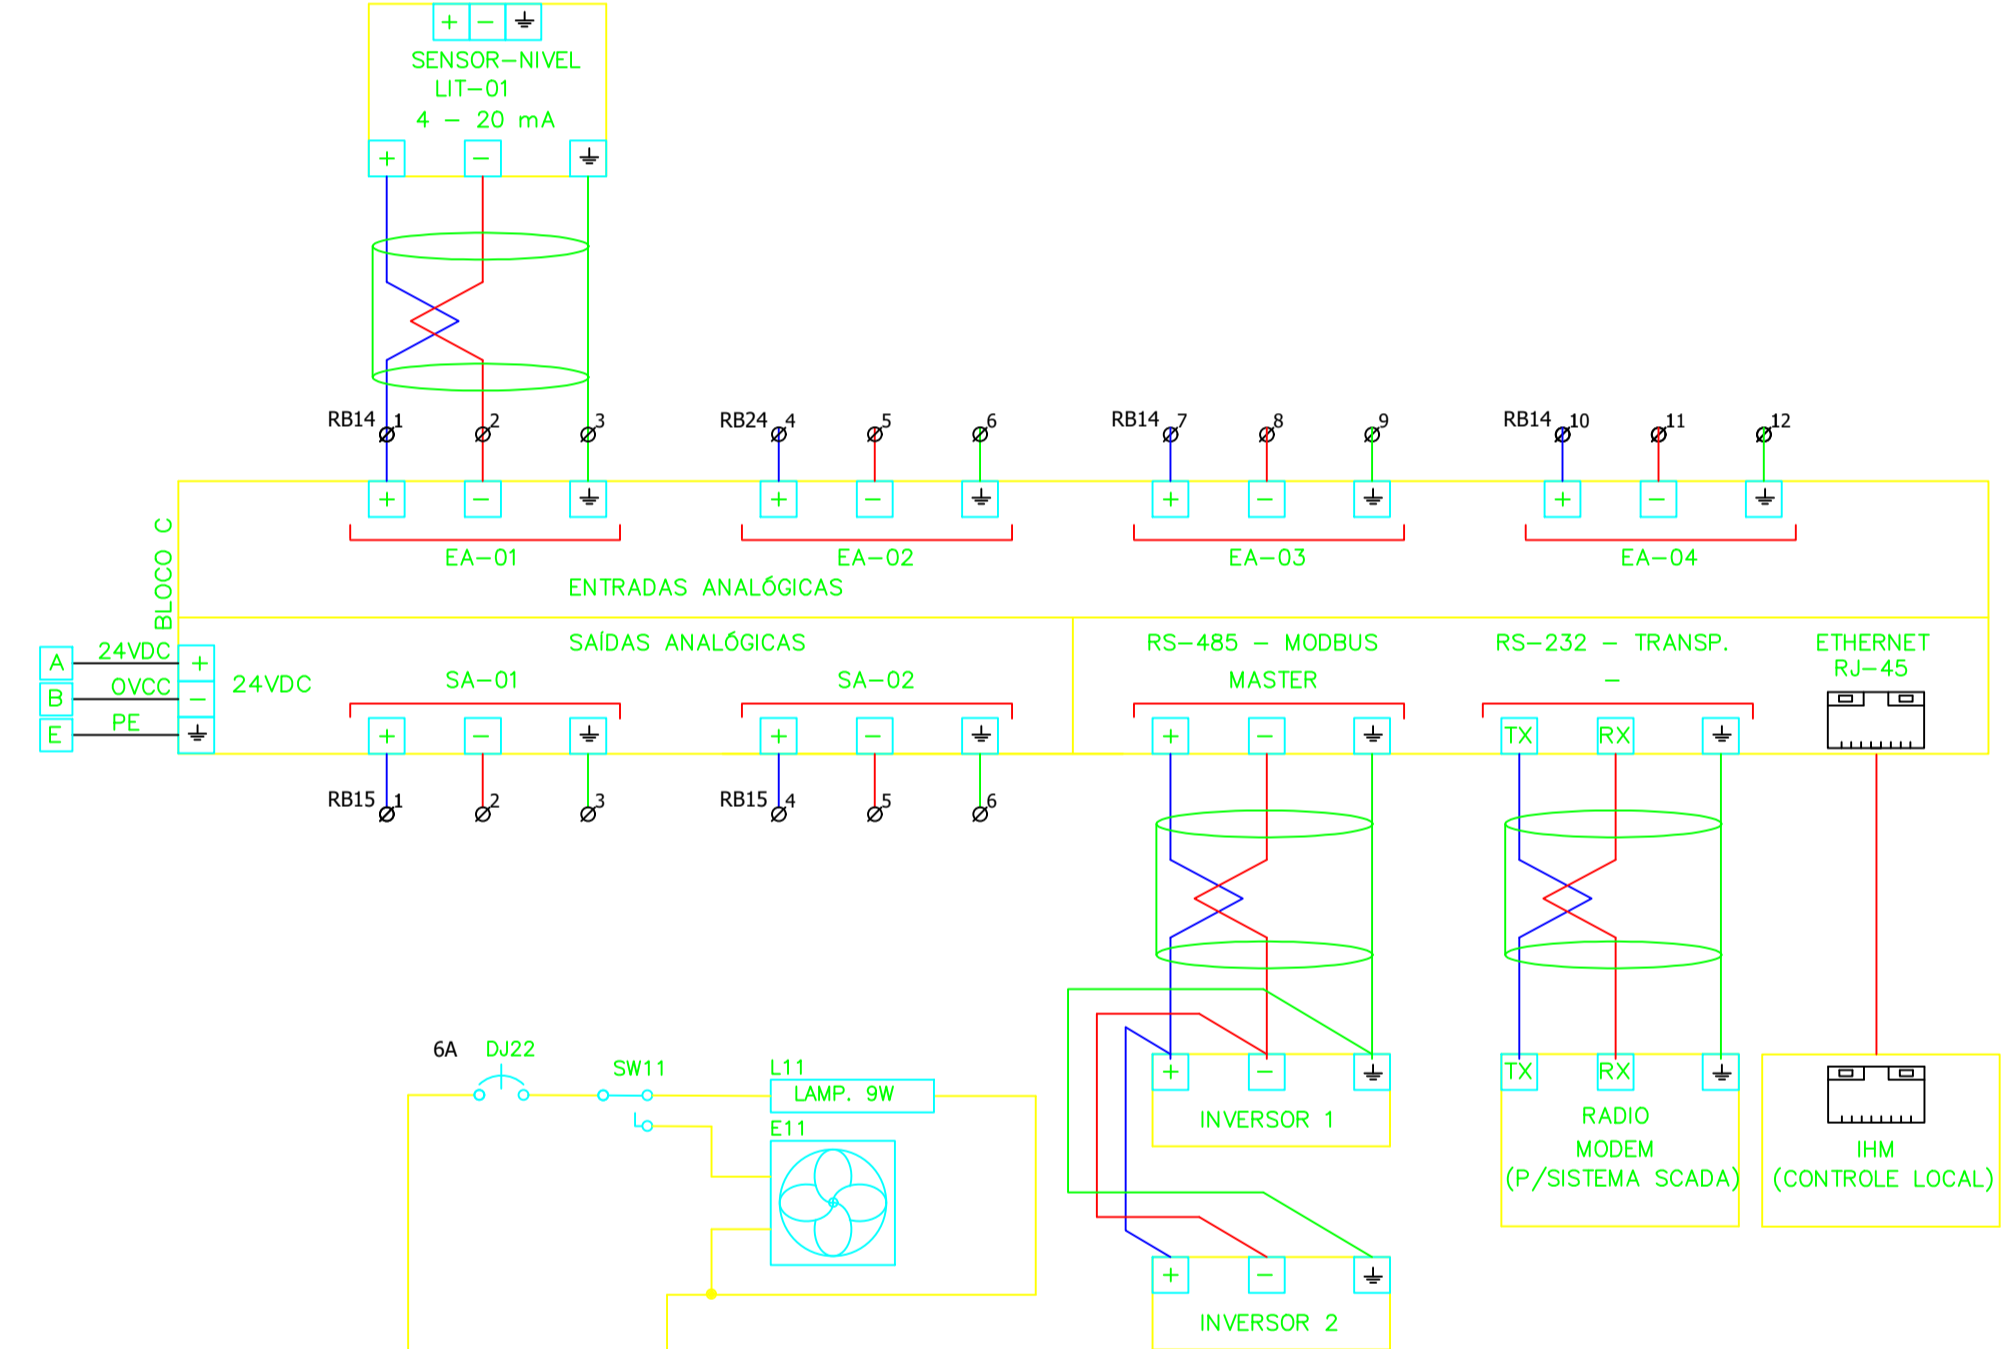 + −
SENSOR-NIVEL
LIT-01
4 - 20 mA
+ −
RB14 1 2 3 RB24 4 5 6 RB14 7 8 9 RB14 10 11 12
+ − + − + − + −
EA-01 EA-02 EA-03 EA-04
ENTRADAS ANALÓGICAS
BLOCO C
SAÍDAS ANALÓGICAS RS-485 - MODBUS RS-232 - TRANSP. ETHERNET
A 24VDC + 24VDC SA-01 SA-02 MASTER - RJ-45
B 0VCC −
E PE
+ − + − + − TX RX
RB15 1 2 3 RB15 4 5 6
6A DJ22
SW11
L11
LAMP. 9W
E11
+ −
INVERSOR 1
TX RX
RADIO
MODEM
(P/SISTEMA SCADA)
IHM
(CONTROLE LOCAL)
+ −
INVERSOR 2